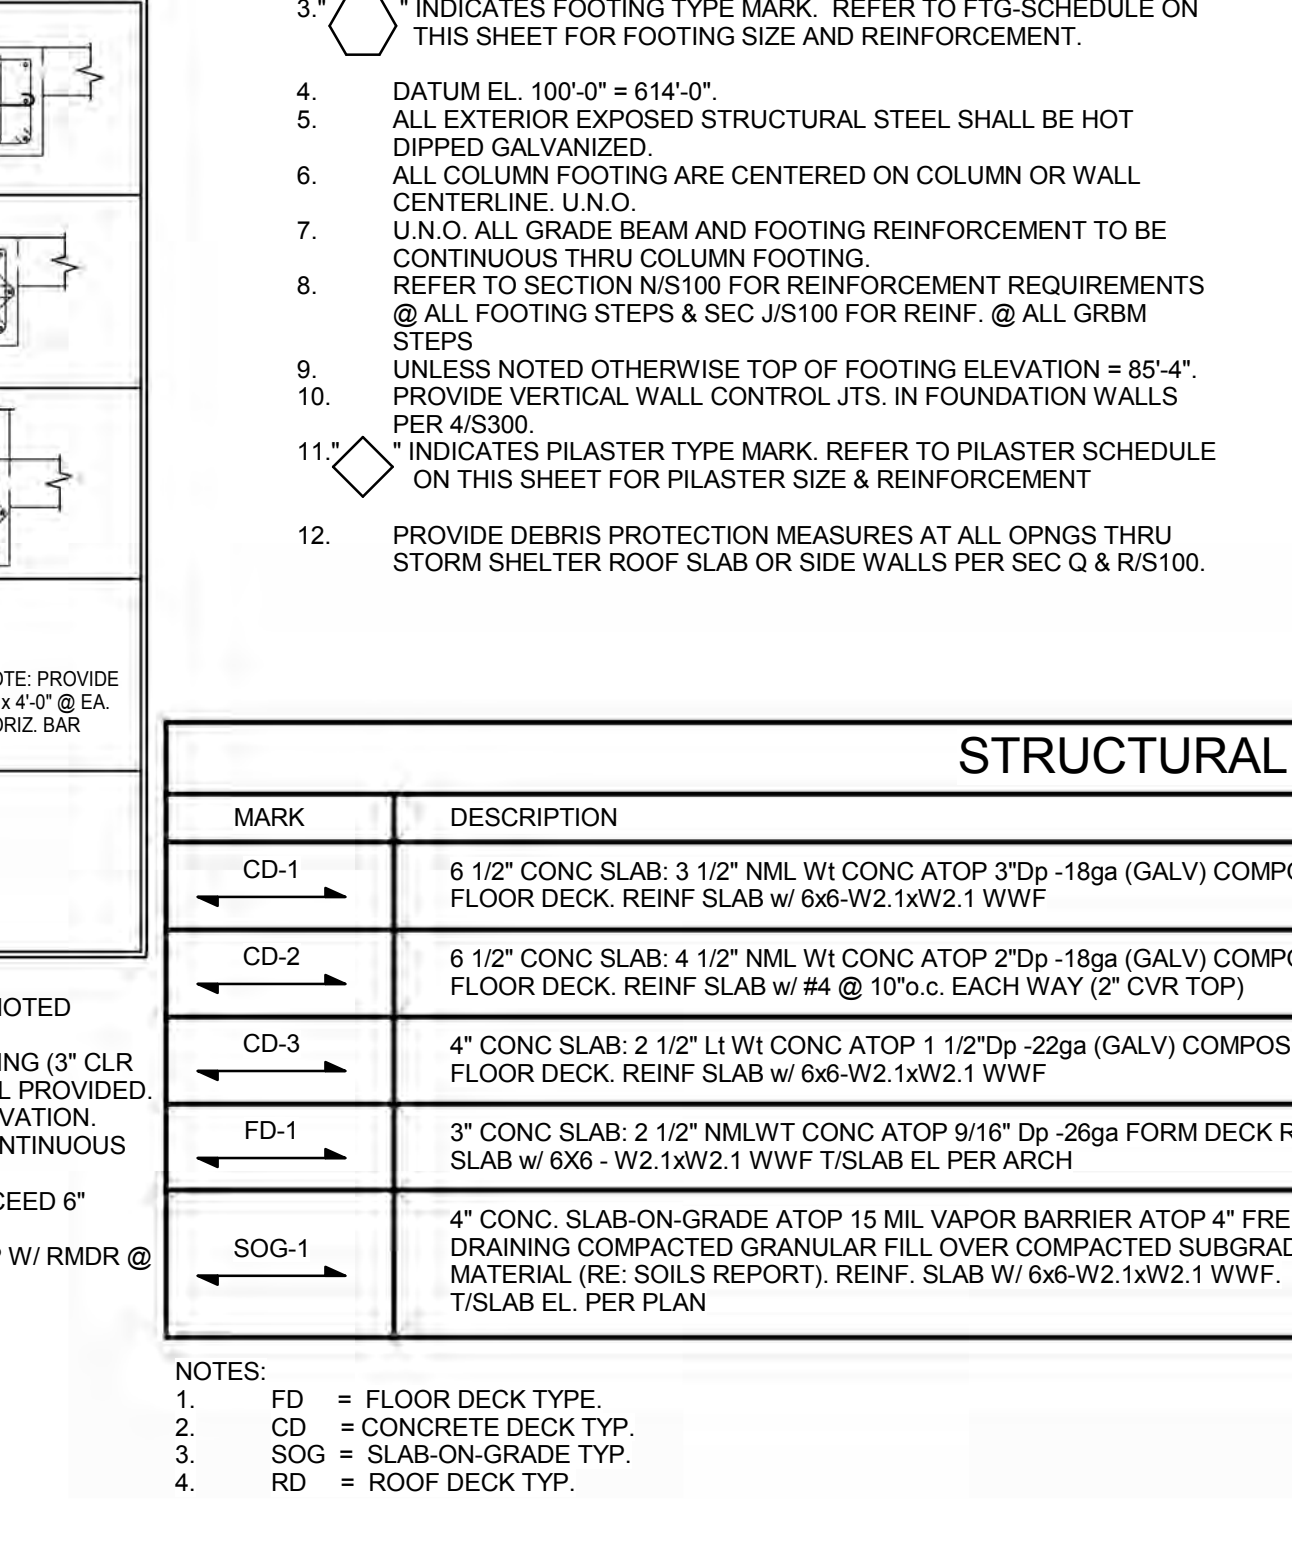 3." " INDICATES FOOTING TYPE MARK. REFER TO FTG-SCHEDULE ON
THIS SHEET FOR FOOTING SIZE AND REINFORCEMENT.
4. DATUM EL. 100'-0" = 614'-0".
5. ALL EXTERIOR EXPOSED STRUCTURAL STEEL SHALL BE HOT
DIPPED GALVANIZED.
6. ALL COLUMN FOOTING ARE CENTERED ON COLUMN OR WALL
CENTERLINE. U.N.O.
7. U.N.O. ALL GRADE BEAM AND FOOTING REINFORCEMENT TO BE
CONTINUOUS THRU COLUMN FOOTING.
8. REFER TO SECTION N/S100 FOR REINFORCEMENT REQUIREMENTS
@ ALL FOOTING STEPS & SEC J/S100 FOR REINF. @ ALL GRBM
STEPS
9. UNLESS NOTED OTHERWISE TOP OF FOOTING ELEVATION = 85'-4".
10. PROVIDE VERTICAL WALL CONTROL JTS. IN FOUNDATION WALLS
PER 4/S300.
11." " INDICATES PILASTER TYPE MARK. REFER TO PILASTER SCHEDULE
ON THIS SHEET FOR PILASTER SIZE & REINFORCEMENT
12. PROVIDE DEBRIS PROTECTION MEASURES AT ALL OPNGS THRU
STORM SHELTER ROOF SLAB OR SIDE WALLS PER SEC Q & R/S100.
OTE: PROVIDE
x 4'-0" @ EA.
ORIZ. BAR
NOTED
ING (3" CLR
L PROVIDED.
VATION.
ONTINUOUS
CEED 6"
P W/ RMDR @
STRUCTURAL
MARK DESCRIPTION
CD-1
6 1/2" CONC SLAB: 3 1/2" NML Wt CONC ATOP 3"Dp -18ga (GALV) COMPO
FLOOR DECK. REINF SLAB w/ 6x6-W2.1xW2.1 WWF
CD-2
6 1/2" CONC SLAB: 4 1/2" NML Wt CONC ATOP 2"Dp -18ga (GALV) COMPO
FLOOR DECK. REINF SLAB w/ #4 @ 10"o.c. EACH WAY (2" CVR TOP)
CD-3
4" CONC SLAB: 2 1/2" Lt Wt CONC ATOP 1 1/2"Dp -22ga (GALV) COMPOS
FLOOR DECK. REINF SLAB w/ 6x6-W2.1xW2.1 WWF
FD-1
3" CONC SLAB: 2 1/2" NMLWT CONC ATOP 9/16" Dp -26ga FORM DECK R
SLAB w/ 6X6 - W2.1xW2.1 WWF T/SLAB EL PER ARCH
SOG-1
4" CONC. SLAB-ON-GRADE ATOP 15 MIL VAPOR BARRIER ATOP 4" FRE
DRAINING COMPACTED GRANULAR FILL OVER COMPACTED SUBGRAD
MATERIAL (RE: SOILS REPORT). REINF. SLAB W/ 6x6-W2.1xW2.1 WWF.
T/SLAB EL. PER PLAN
NOTES:
1. FD = FLOOR DECK TYPE.
2. CD = CONCRETE DECK TYP.
3. SOG = SLAB-ON-GRADE TYP.
4. RD = ROOF DECK TYP.